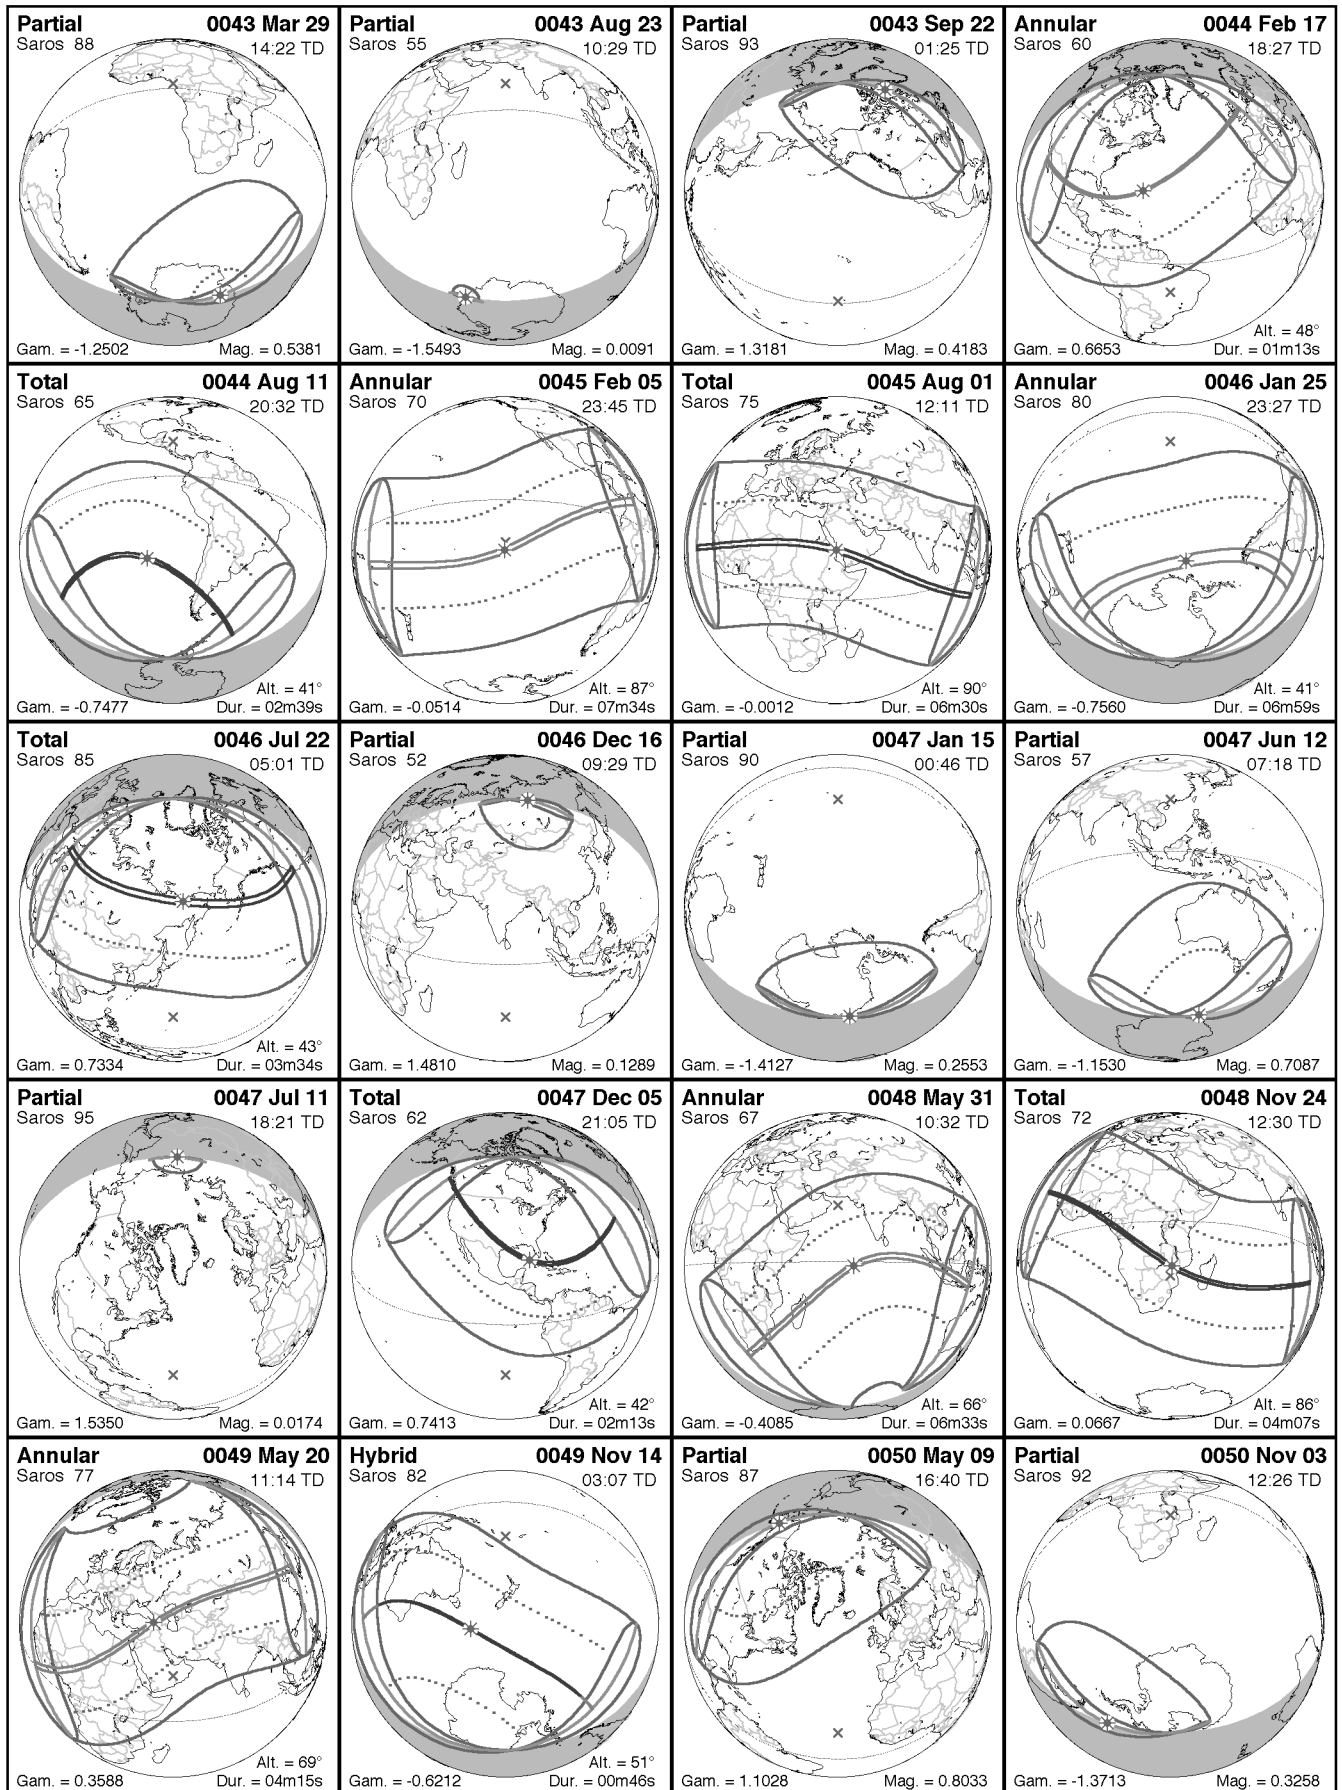 Partial 0043 Mar 29
Saros 88 14:22 TD
Gam. = -1.2502 Mag. = 0.5381
Partial 0043 Aug 23
Saros 55 10:29 TD
Gam. = -1.5493 Mag. = 0.0091
Partial 0043 Sep 22
Saros 93 01:25 TD
Gam. = 1.3181 Mag. = 0.4183
Annular 0044 Feb 17
Saros 60 18:27 TD
Alt. = 48°
Gam. = 0.6653 Dur. = 01m13s
Total 0044 Aug 11
Saros 65 20:32 TD
Alt. = 41°
Gam. = -0.7477 Dur. = 02m39s
Annular 0045 Feb 05
Saros 70 23:45 TD
Alt. = 87°
Gam. = -0.0514 Dur. = 07m34s
Total 0045 Aug 01
Saros 75 12:11 TD
Alt. = 90°
Gam. = -0.0012 Dur. = 06m30s
Annular 0046 Jan 25
Saros 80 23:27 TD
Alt. = 41°
Gam. = -0.7560 Dur. = 06m59s
Total 0046 Jul 22
Saros 85 05:01 TD
Alt. = 43°
Gam. = 0.7334 Dur. = 03m34s
Partial 0046 Dec 16
Saros 52 09:29 TD
Gam. = 1.4810 Mag. = 0.1289
Partial 0047 Jan 15
Saros 90 00:46 TD
Gam. = -1.4127 Mag. = 0.2553
Partial 0047 Jun 12
Saros 57 07:18 TD
Gam. = -1.1530 Mag. = 0.7087
Partial 0047 Jul 11
Saros 95 18:21 TD
Gam. = 1.5350 Mag. = 0.0174
Total 0047 Dec 05
Saros 62 21:05 TD
Alt. = 42°
Gam. = 0.7413 Dur. = 02m13s
Annular 0048 May 31
Saros 67 10:32 TD
Alt. = 66°
Gam. = -0.4085 Dur. = 06m33s
Total 0048 Nov 24
Saros 72 12:30 TD
Alt. = 86°
Gam. = 0.0667 Dur. = 04m07s
Annular 0049 May 20
Saros 77 11:14 TD
Alt. = 69°
Gam. = 0.3588 Dur. = 04m15s
Hybrid 0049 Nov 14
Saros 82 03:07 TD
Alt. = 51°
Gam. = -0.6212 Dur. = 00m46s
Partial 0050 May 09
Saros 87 16:40 TD
Gam. = 1.1028 Mag. = 0.8033
Partial 0050 Nov 03
Saros 92 12:26 TD
Gam. = -1.3713 Mag. = 0.3258